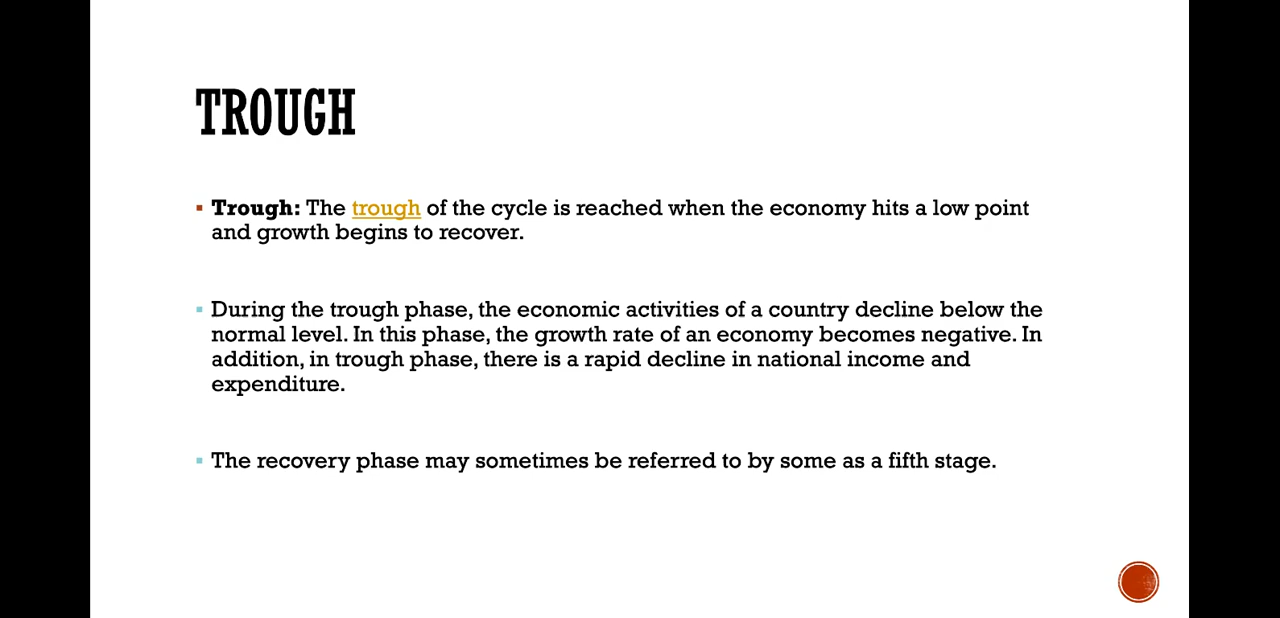 TROUGH
Trough: The trough of the cycle is reached when the economy hits a low point
and growth begins to recover.
During the trough phase, the economic activities of a country decline below the
normal level. In this phase, the growth rate of an economy becomes negative. In
addition, in trough phase, there is a rapid decline in national income and
expenditure.
The recovery phase may sometimes be referred to by some as a fifth stage.